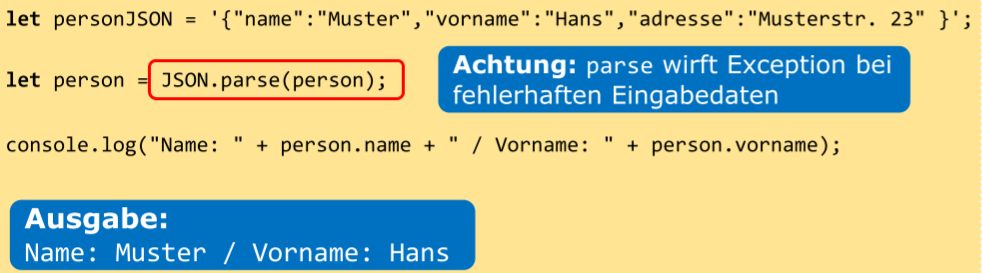 let personJSON = '{"name":"Muster","vorname":"Hans","adresse":"Musterstr. 23" }';
let person = JSON.parse(person);
Achtung: parse wirft Exception bei
fehlerhaften Eingabedaten
console.log("Name: " + person.name + " / Vorname: " + person.vorname);
Ausgabe:
Name: Muster / Vorname: Hans